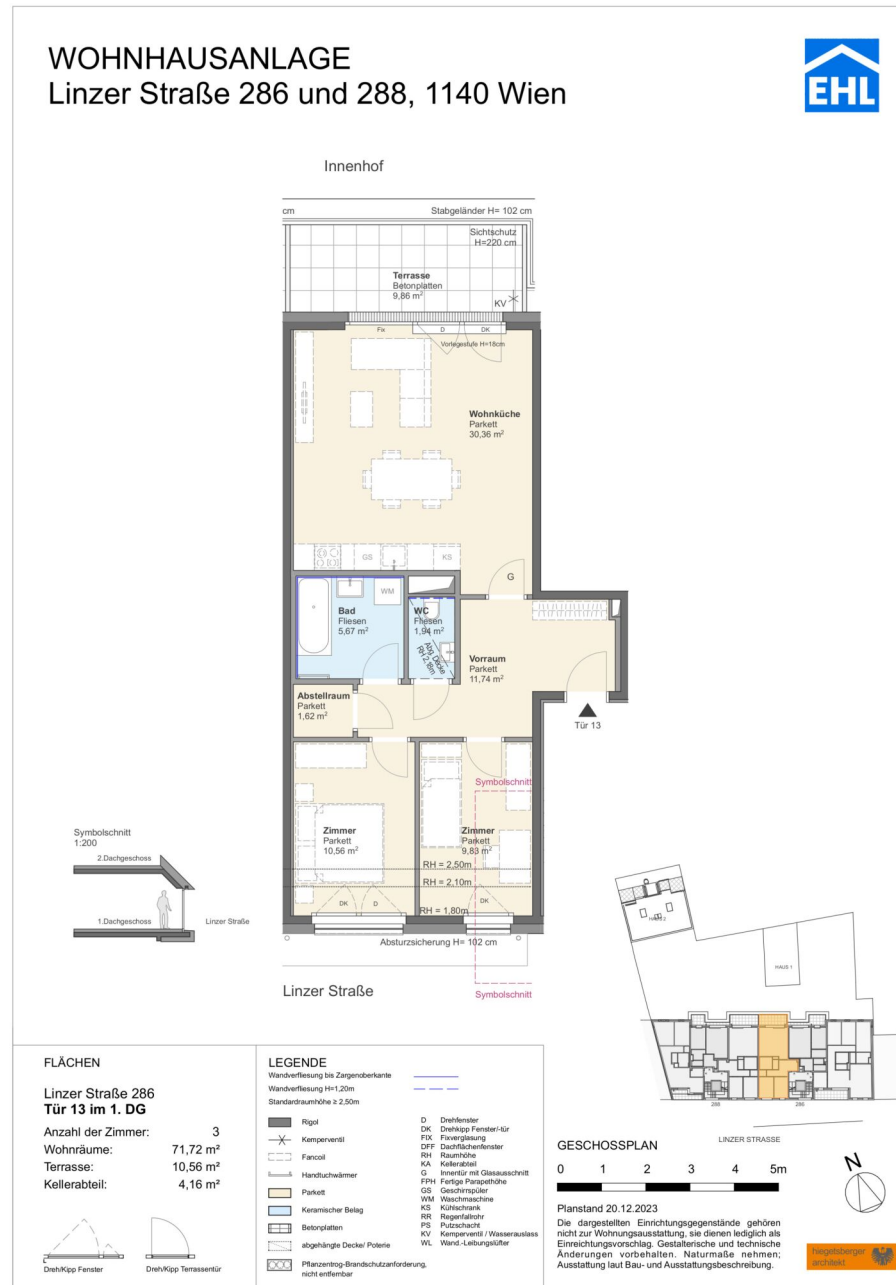 WOHNHAUSANLAGE
Linzer Straße 286 und 288, 1140 Wien
EHL
Innenhof
cm
Stabgeländer H= 102 cm
Sichtschutz
H=220 cm
Terrasse
Betonplatten
9,86 m²
KV
Fix
D
DK
Vorlegestufe H=18cm
Wohnküche
Parkett
30,36 m²
GS
KS
G
WM
Bad
Fliesen
5,67 m²
WC
Fliesen
1,94 m²
Abg. Decke
RH 2,16m
Vorraum
Parkett
11,74 m²
Abstellraum
Parkett
1,62 m²
Tür 13
Symbolschnitt
Zimmer
Parkett
10,56 m²
Zimmer
Parkett
9,83 m²
RH = 2,50m
RH = 2,10m
RH = 1,80m
DK
D
DK
Absturzsicherung H= 102 cm
Linzer Straße
Symbolschnitt
Symbolschnitt
1:200
2.Dachgeschoss
1.Dachgeschoss
Linzer Straße
HAUS 2
HAUS 1
288
286
LINZER STRASSE
FLÄCHEN
Linzer Straße 286
Tür 13 im 1. DG
Anzahl der Zimmer: 3
Wohnräume: 71,72 m²
Terrasse: 10,56 m²
Kellerabteil: 4,16 m²
Dreh/Kipp Fenster
Dreh/Kipp Terrassentür
LEGENDE
Wandverfliesung bis Zargenoberkante
Wandverfliesung H=1,20m
Standardraumhöhe ≥ 2,50m
Rigol
Kemperventil
Fancoil
Handtuchwärmer
Parkett
Keramischer Belag
Betonplatten
abgehängte Decke/ Poterie
Pflanzentrog-Brandschutzanforderung,
nicht entfernbar
D Drehfenster
DK Drehkipp Fenster/-tür
FIX Fixverglasung
DFF Dachflächenfenster
RH Raumhöhe
KA Kellerabteil
G Innentür mit Glasausschnitt
FPH Fertige Parapethöhe
GS Geschirrspüler
WM Waschmaschine
KS Kühlschrank
RR Regenfallrohr
PS Putzschacht
KV Kemperventil / Wasserauslass
WL Wand.-Leibungslüfter
GESCHOSSPLAN
0 1 2 3 4 5m
N
Planstand 20.12.2023
Die dargestellten Einrichtungsgegenstände gehören
nicht zur Wohnungsausstattung, sie dienen lediglich als
Einreichtungsvorschlag. Gestalterische und technische
Änderungen vorbehalten. Naturmaße nehmen;
Ausstattung laut Bau- und Ausstattungsbeschreibung.
hiegetsberger
architekt